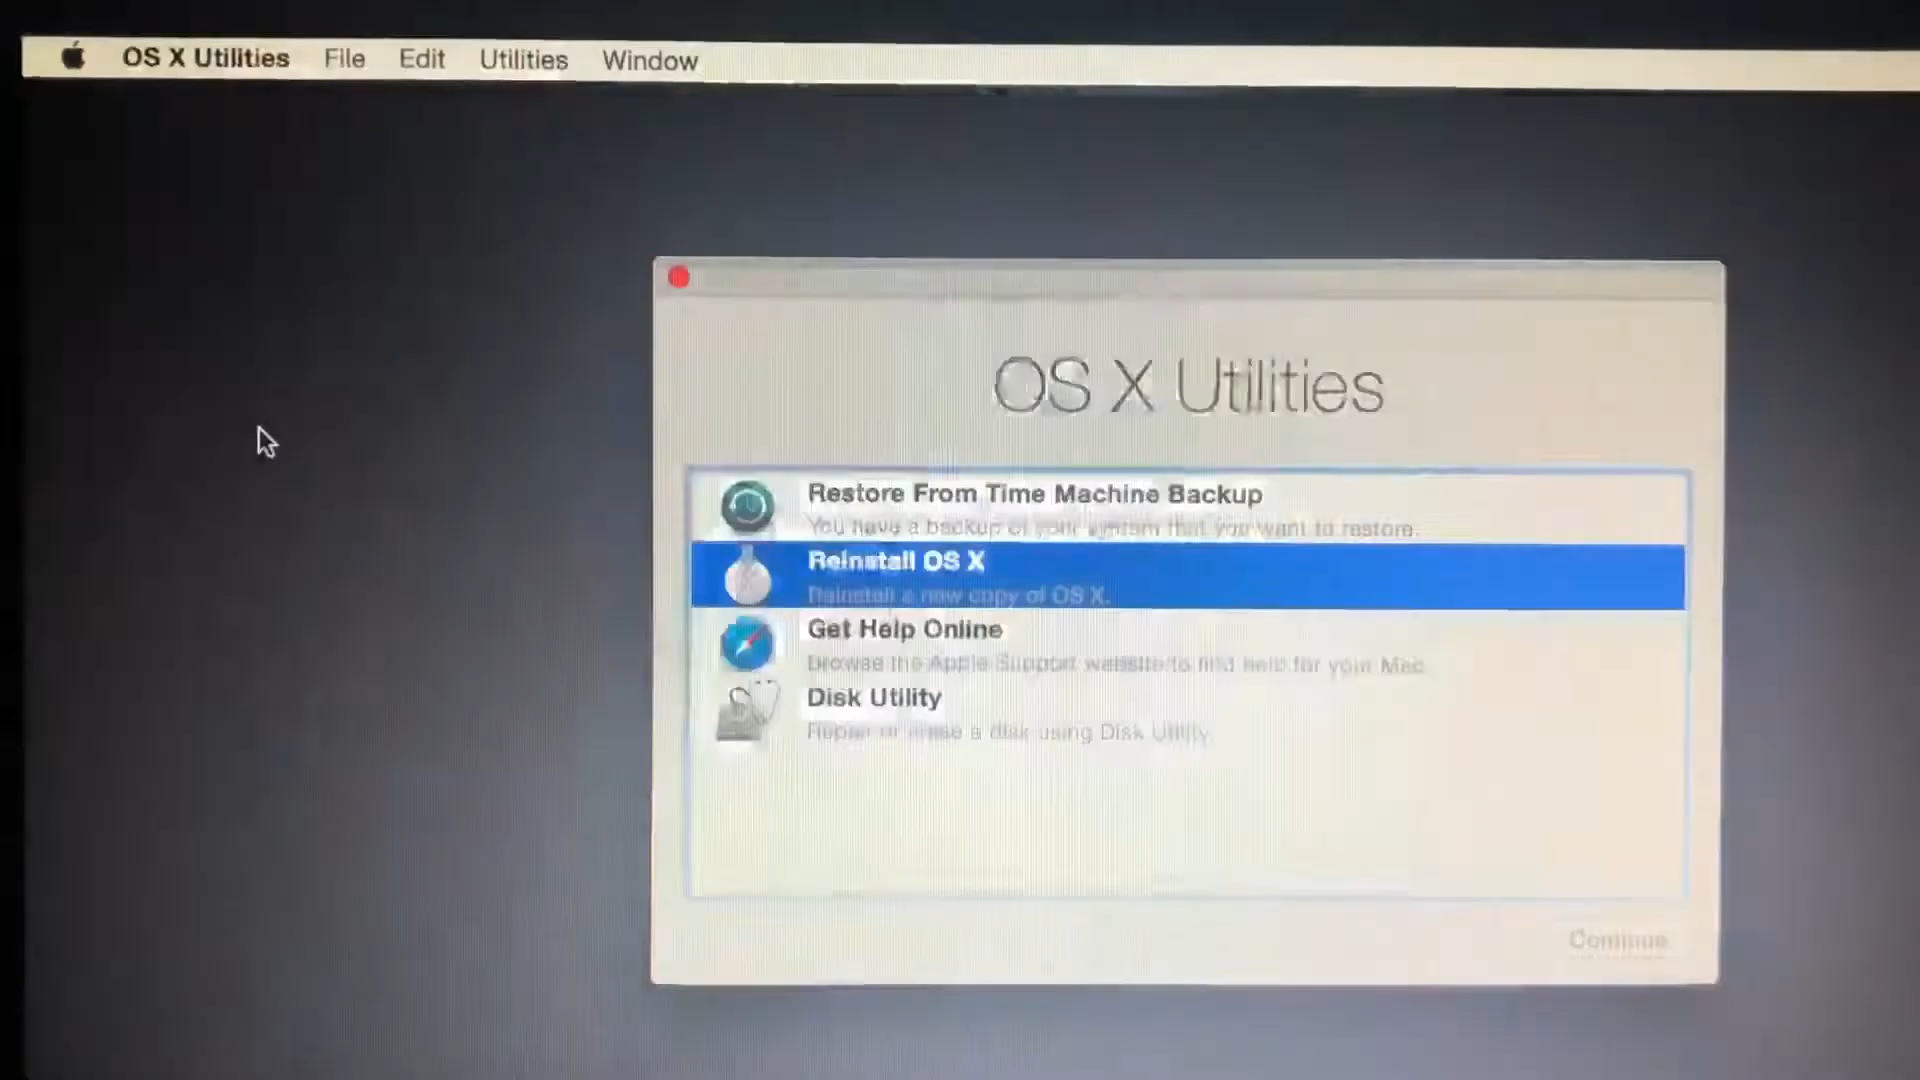 OS X Utilities File Edit Utilities Window
OS X Utilities
Restore From Time Machine Backup
You have a backup of your system that you want to restore.
Reinstall OS X
Reinstall a new copy of OS X.
Get Help Online
Browse the Apple Support website to find help for your Mac.
Disk Utility
Repair or erase a disk using Disk Utility.
Continue